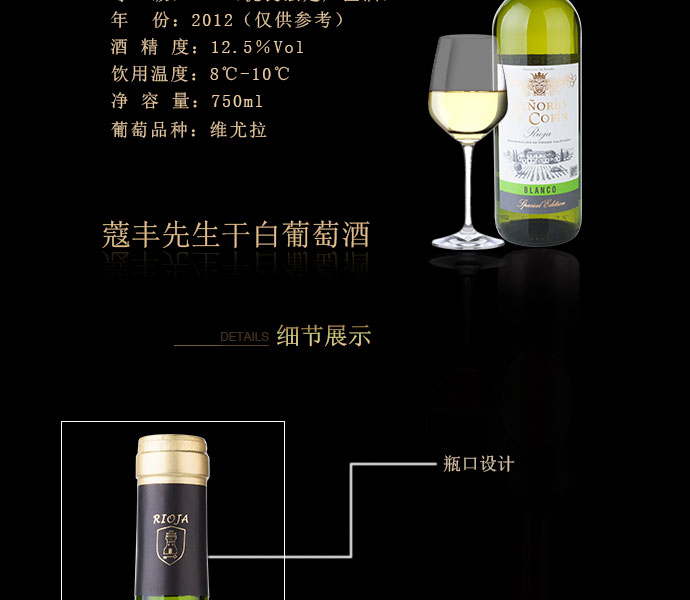 年 份：2012（仅供参考）
酒 精 度：12.5%Vol
饮用温度：8℃-10℃
净 容 量：750ml
葡萄品种：维尤拉
Rioja
BLANCO
Special Edition
蔻丰先生干白葡萄酒
DETAILS 细节展示
瓶口设计
RIOJA